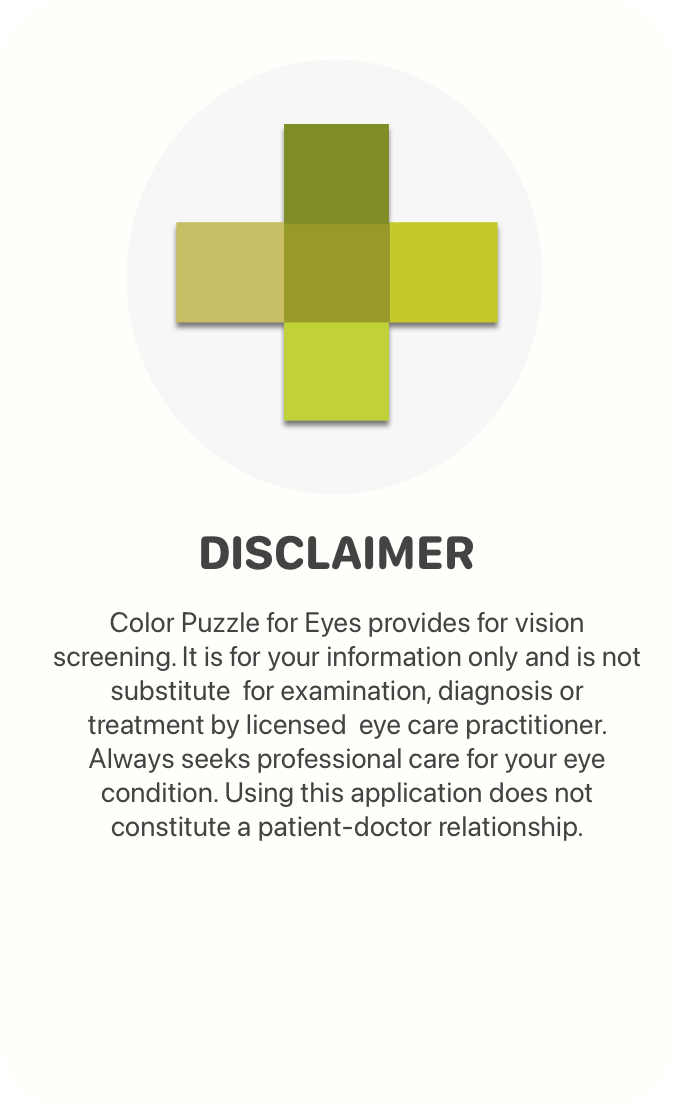 DISCLAIMER
Color Puzzle for Eyes provides for vision
screening. It is for your information only and is not
substitute  for examination, diagnosis or
treatment by licensed  eye care practitioner.
Always seeks professional care for your eye
condition. Using this application does not
constitute a patient-doctor relationship.